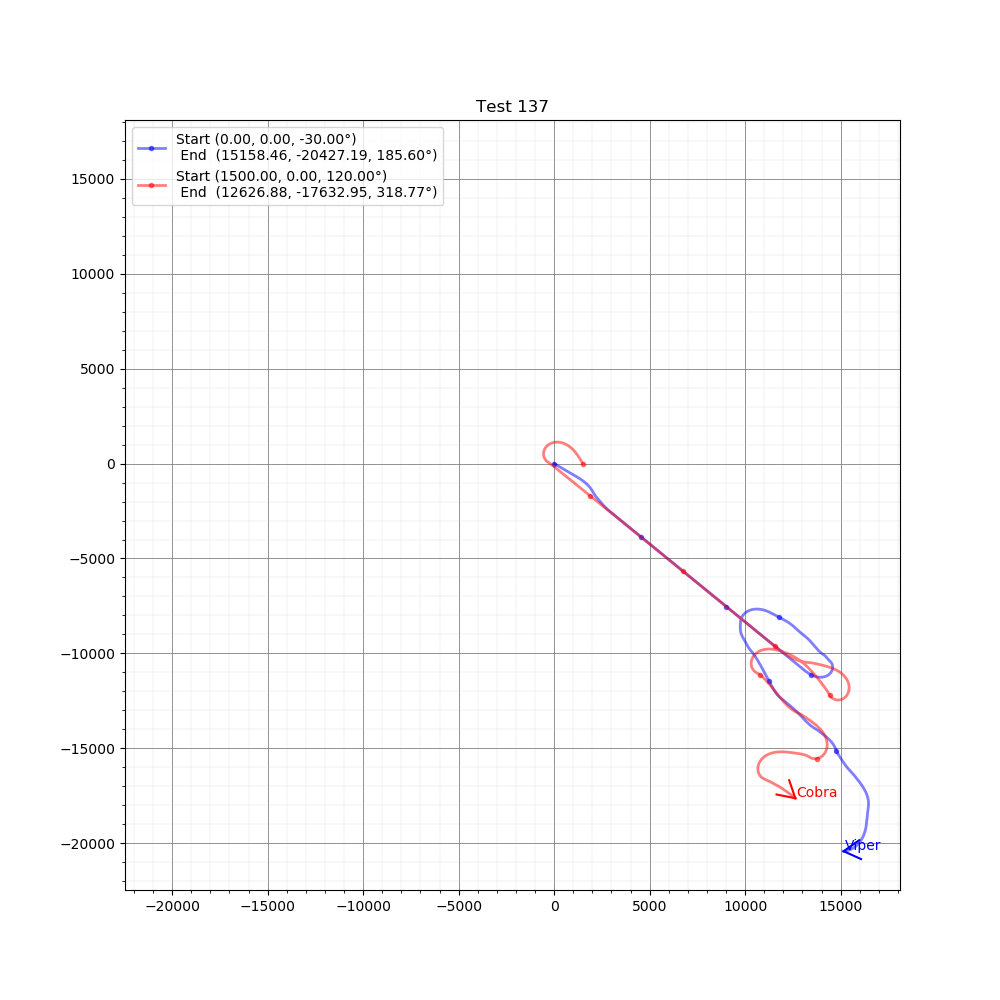 Test 137
Start (0.00, 0.00, -30.00°)
End (15158.46, -20427.19, 185.60°)
Start (1500.00, 0.00, 120.00°)
End (12626.88, -17632.95, 318.77°)
15000
10000
5000
0
−5000
−10000
−15000
−20000
Cobra
Viper
−20000 −15000 −10000 −5000 0 5000 10000 15000